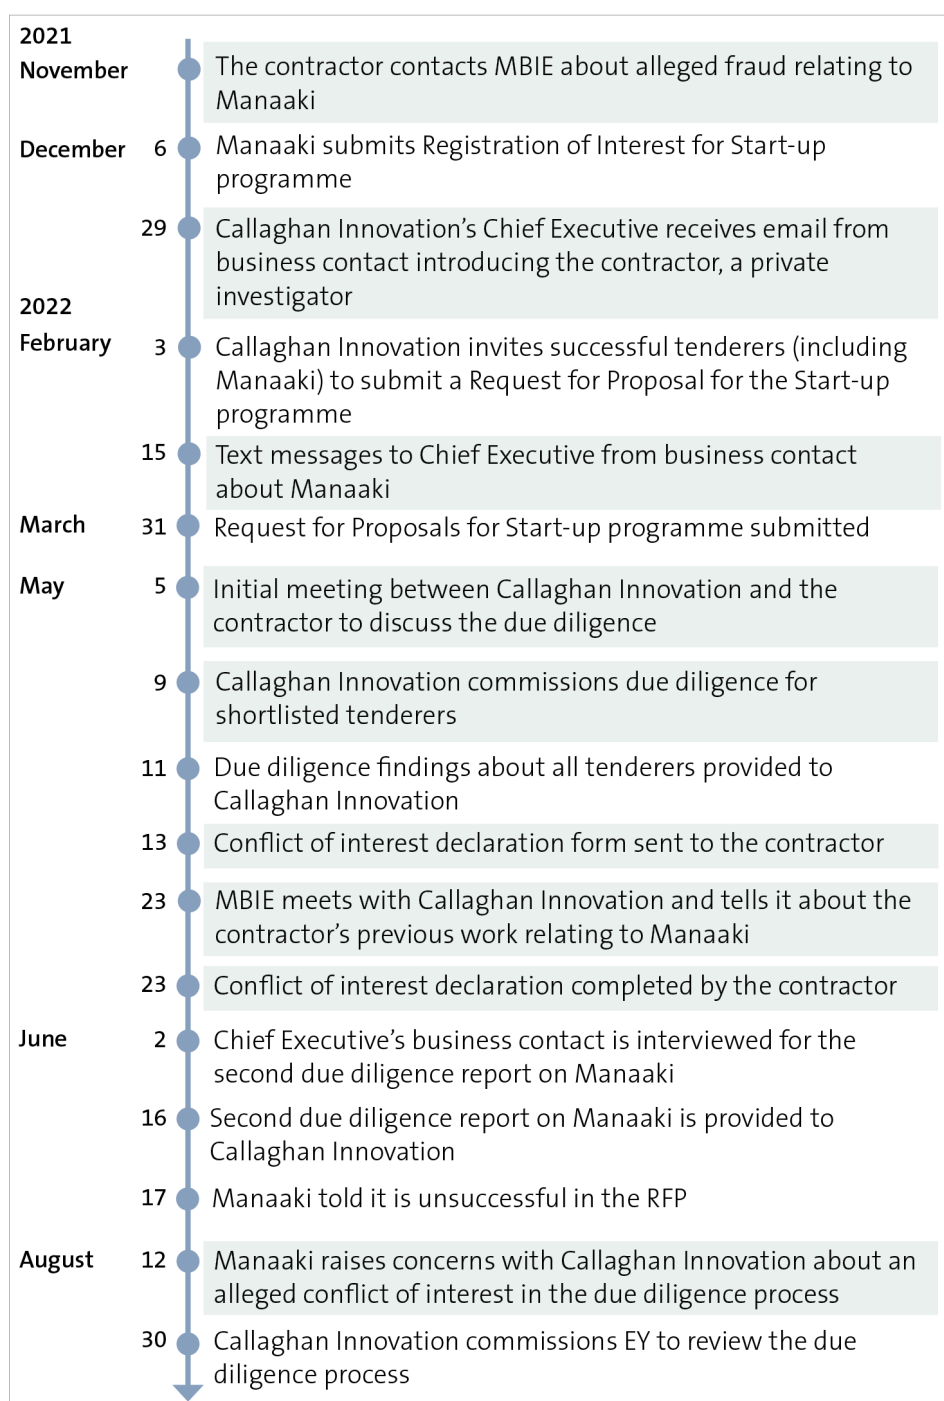 2021
November
The contractor contacts MBIE about alleged fraud relating to
Manaaki
December 6
Manaaki submits Registration of Interest for Start-up
programme
29
Callaghan Innovation’s Chief Executive receives email from
business contact introducing the contractor, a private
investigator
2022
February 3
Callaghan Innovation invites successful tenderers (including
Manaaki) to submit a Request for Proposal for the Start-up
programme
15
Text messages to Chief Executive from business contact
about Manaaki
March 31
Request for Proposals for Start-up programme submitted
May 5
Initial meeting between Callaghan Innovation and the
contractor to discuss the due diligence
9
Callaghan Innovation commissions due diligence for
shortlisted tenderers
11
Due diligence findings about all tenderers provided to
Callaghan Innovation
13
Conflict of interest declaration form sent to the contractor
23
MBIE meets with Callaghan Innovation and tells it about the
contractor’s previous work relating to Manaaki
23
Conflict of interest declaration completed by the contractor
June 2
Chief Executive’s business contact is interviewed for the
second due diligence report on Manaaki
16
Second due diligence report on Manaaki is provided to
Callaghan Innovation
17
Manaaki told it is unsuccessful in the RFP
August 12
Manaaki raises concerns with Callaghan Innovation about an
alleged conflict of interest in the due diligence process
30
Callaghan Innovation commissions EY to review the due
diligence process